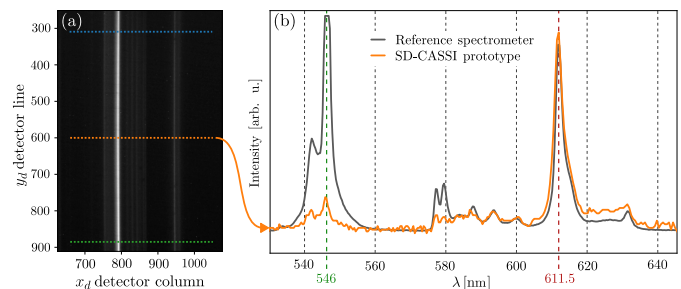 (a)
300
400
500
600
700
800
900
y_d detector line
700 800 900 1000
x_d detector column
(b)
Intensity [arb. u.]
Reference spectrometer
SD-CASSI prototype
540 560 580 600 620 640
546
611.5
λ[nm]